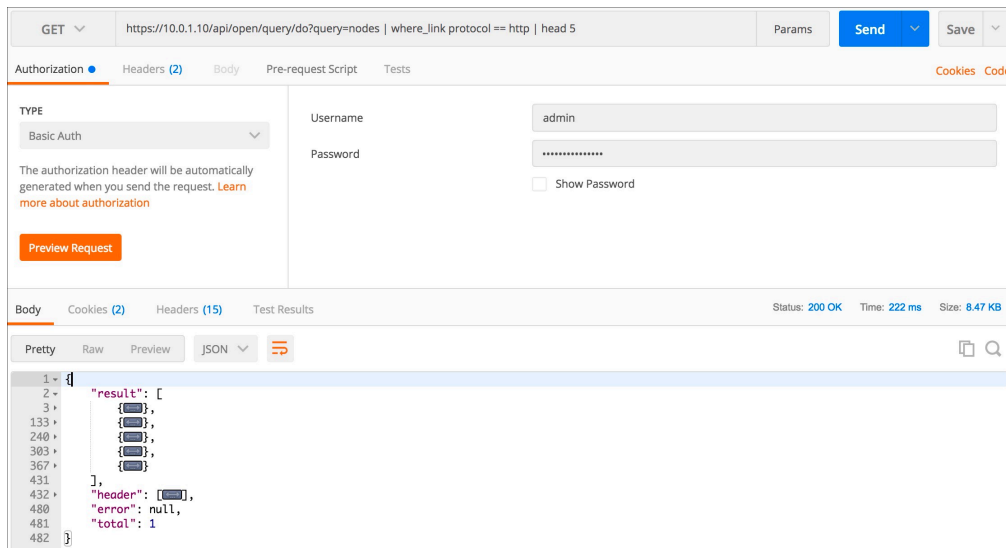 GET https://10.0.1.10/api/open/query/do?query=nodes | where_link protocol == http | head 5 Params Send Save
Authorization Headers (2) Body Pre-request Script Tests Cookies Code
TYPE
Basic Auth
The authorization header will be automatically
generated when you send the request. Learn
more about authorization
Preview Request
Username admin
Password •••••••••••••••
Show Password
Body Cookies (2) Headers (15) Test Results Status: 200 OK Time: 222 ms Size: 8.47 KB
Pretty Raw Preview JSON
1 {
2 "result": [
3 {},
133 {},
240 {},
303 {},
367 {}
431 ],
432 "header": [],
480 "error": null,
481 "total": 1
482 }